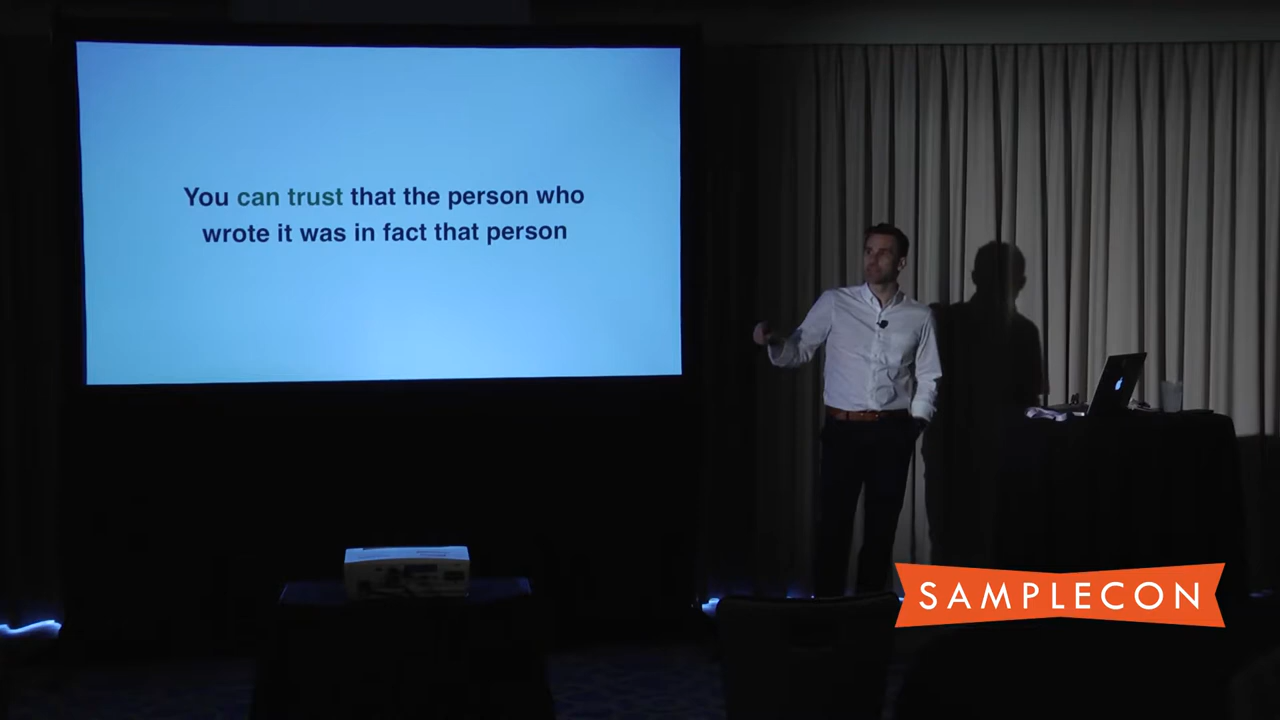 You can trust that the person who
wrote it was in fact that person
SAMPLECON